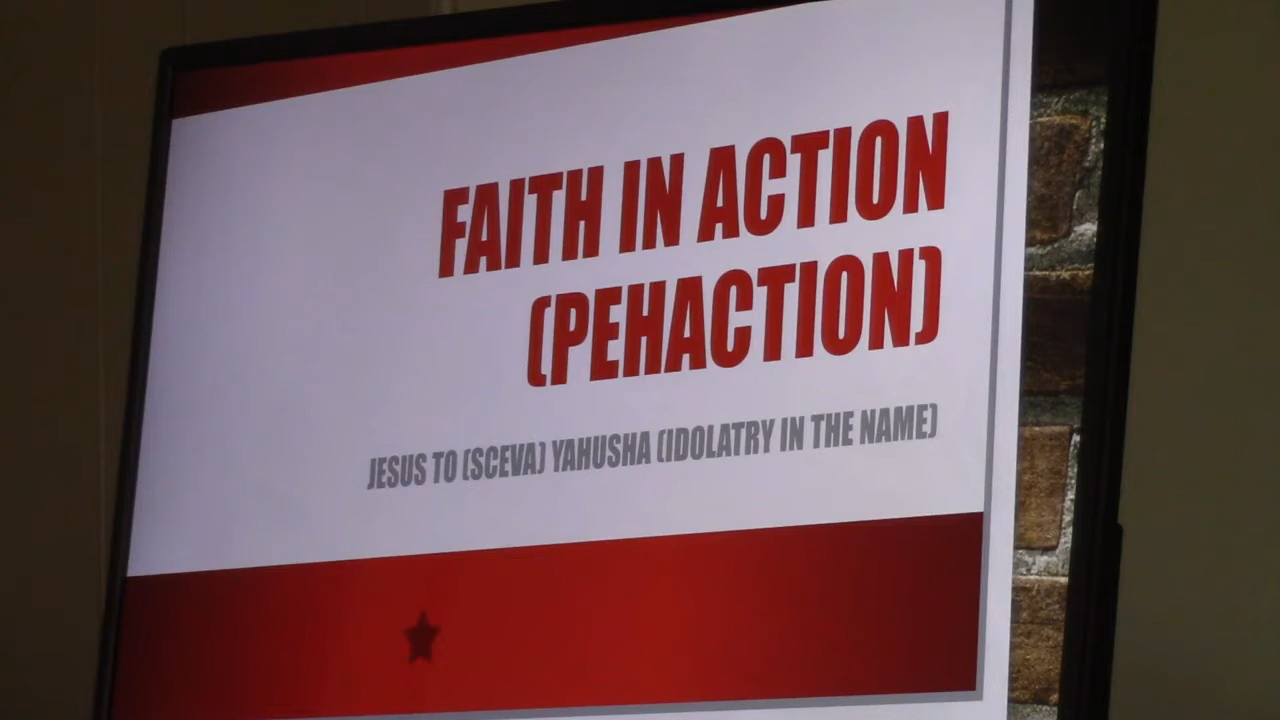 FAITH IN ACTION
(PEHACTION)
JESUS TO (SCEVA) YAHUSHA (IDOLATRY IN THE NAME)